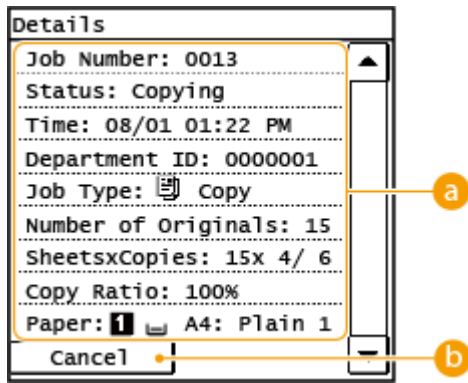 Details
Job Number: 0013
Status: Copying
Time: 08/01 01:22 PM
Department ID: 0000001
Job Type: Copy
a
Number of Originals: 15
SheetsxCopies: 15x 4/ 6
Copy Ratio: 100%
Paper: 1 A4: Plain 1
Cancel
b